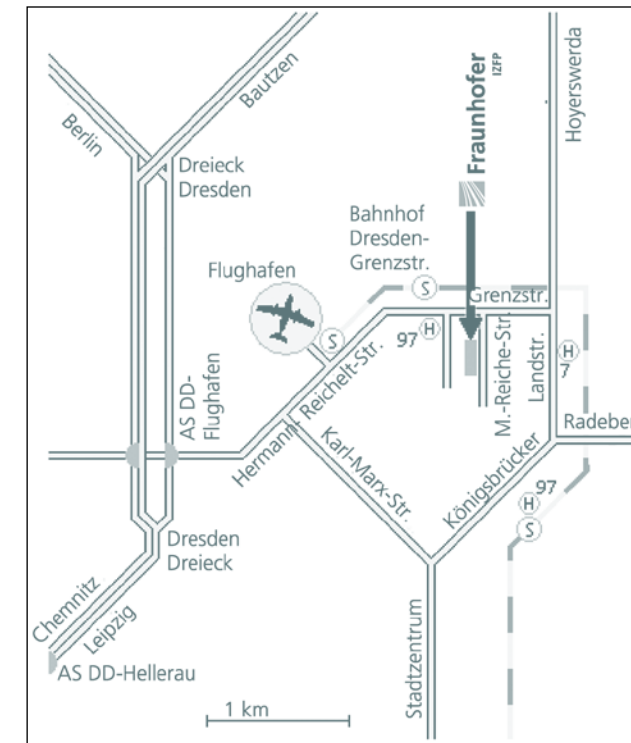 Fraunhofer
IZFP
Hoyerswerda
Bautzen
Berlin
Dreieck
Dresden
Bahnhof
Dresden-
Grenzstr.
Flughafen
S
Grenzstr.
S
97 H
H
7
M.-Reiche-Str.
Landstr.
AS DD-
Flughafen
Hermann- Reichelt-Str.
Karl-Marx-Str.
Königsbrücker
Radeber
97
H
S
Dresden
Dreieck
Chemnitz
Leipzig
AS DD-Hellerau
Stadtzentrum
1 km